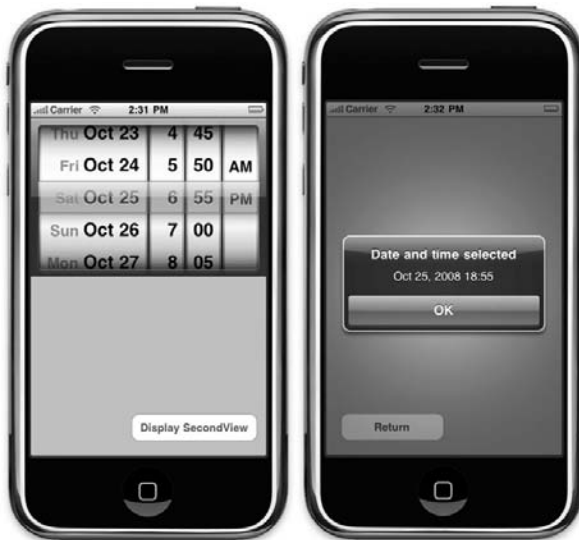 Carrier 2:31 PM
Thu Oct 23 4 45
Fri Oct 24 5 50 AM
Sat Oct 25 6 55 PM
Sun Oct 26 7 00
Mon Oct 27 8 05
Display SecondView
Carrier 2:32 PM
Date and time selected
Oct 25, 2008 18:55
OK
Return